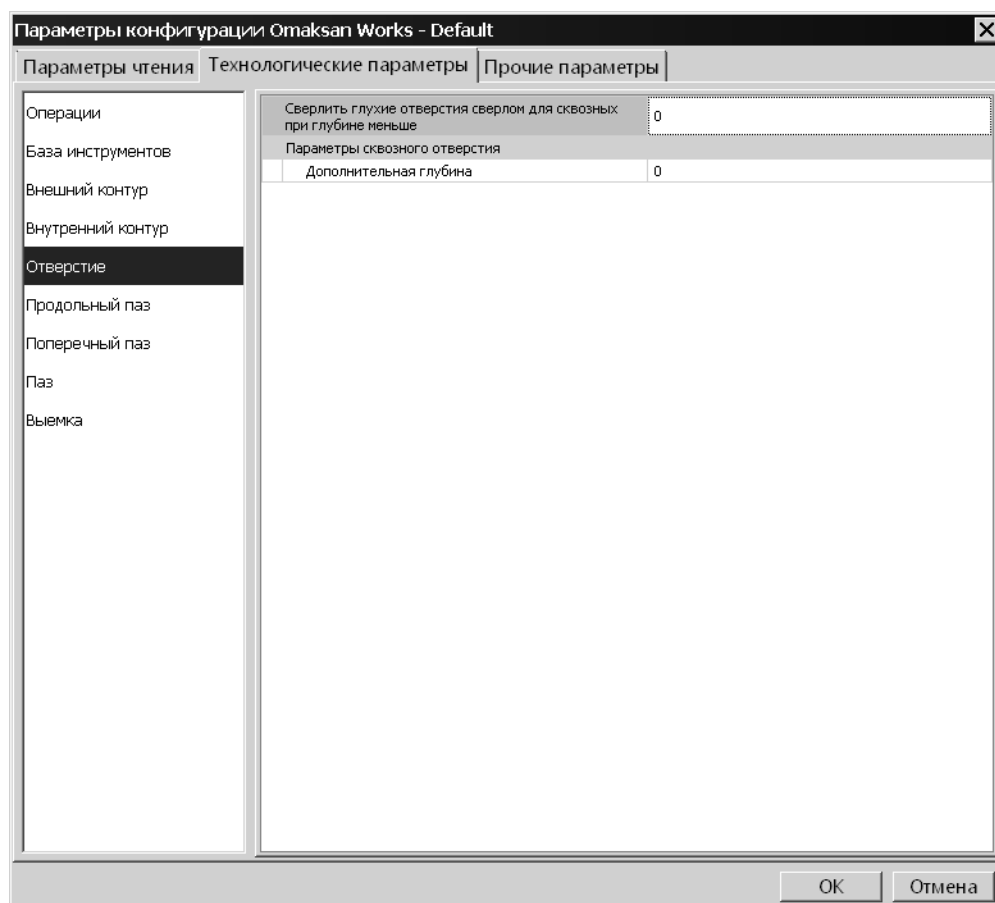 Параметры конфигурации Omaksan Works - Default
Параметры чтения Технологические параметры Прочие параметры
Операции
База инструментов
Внешний контур
Внутренний контур
Отверстие
Продольный паз
Поперечный паз
Паз
Выемка
Сверлить глухие отверстия сверлом для сквозных
при глубине меньше
0
Параметры сквозного отверстия
Дополнительная глубина 0
OK Отмена